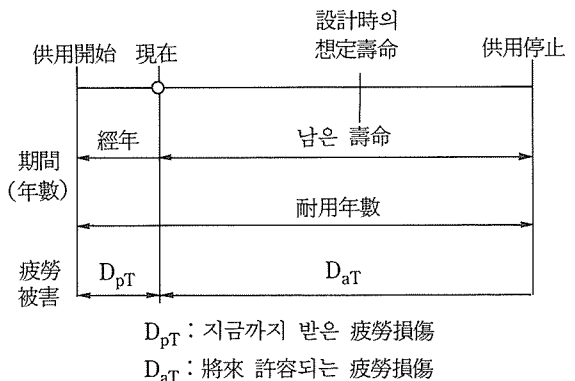 設計時의
想定壽命
供用開始 現在 供用停止
經年 남은 壽命
期間
(年數)
耐用年數
疲勞
被害
DpT DaT
DpT : 지금까지 받은 疲勞損傷
DaT : 將來 許容되는 疲勞損傷